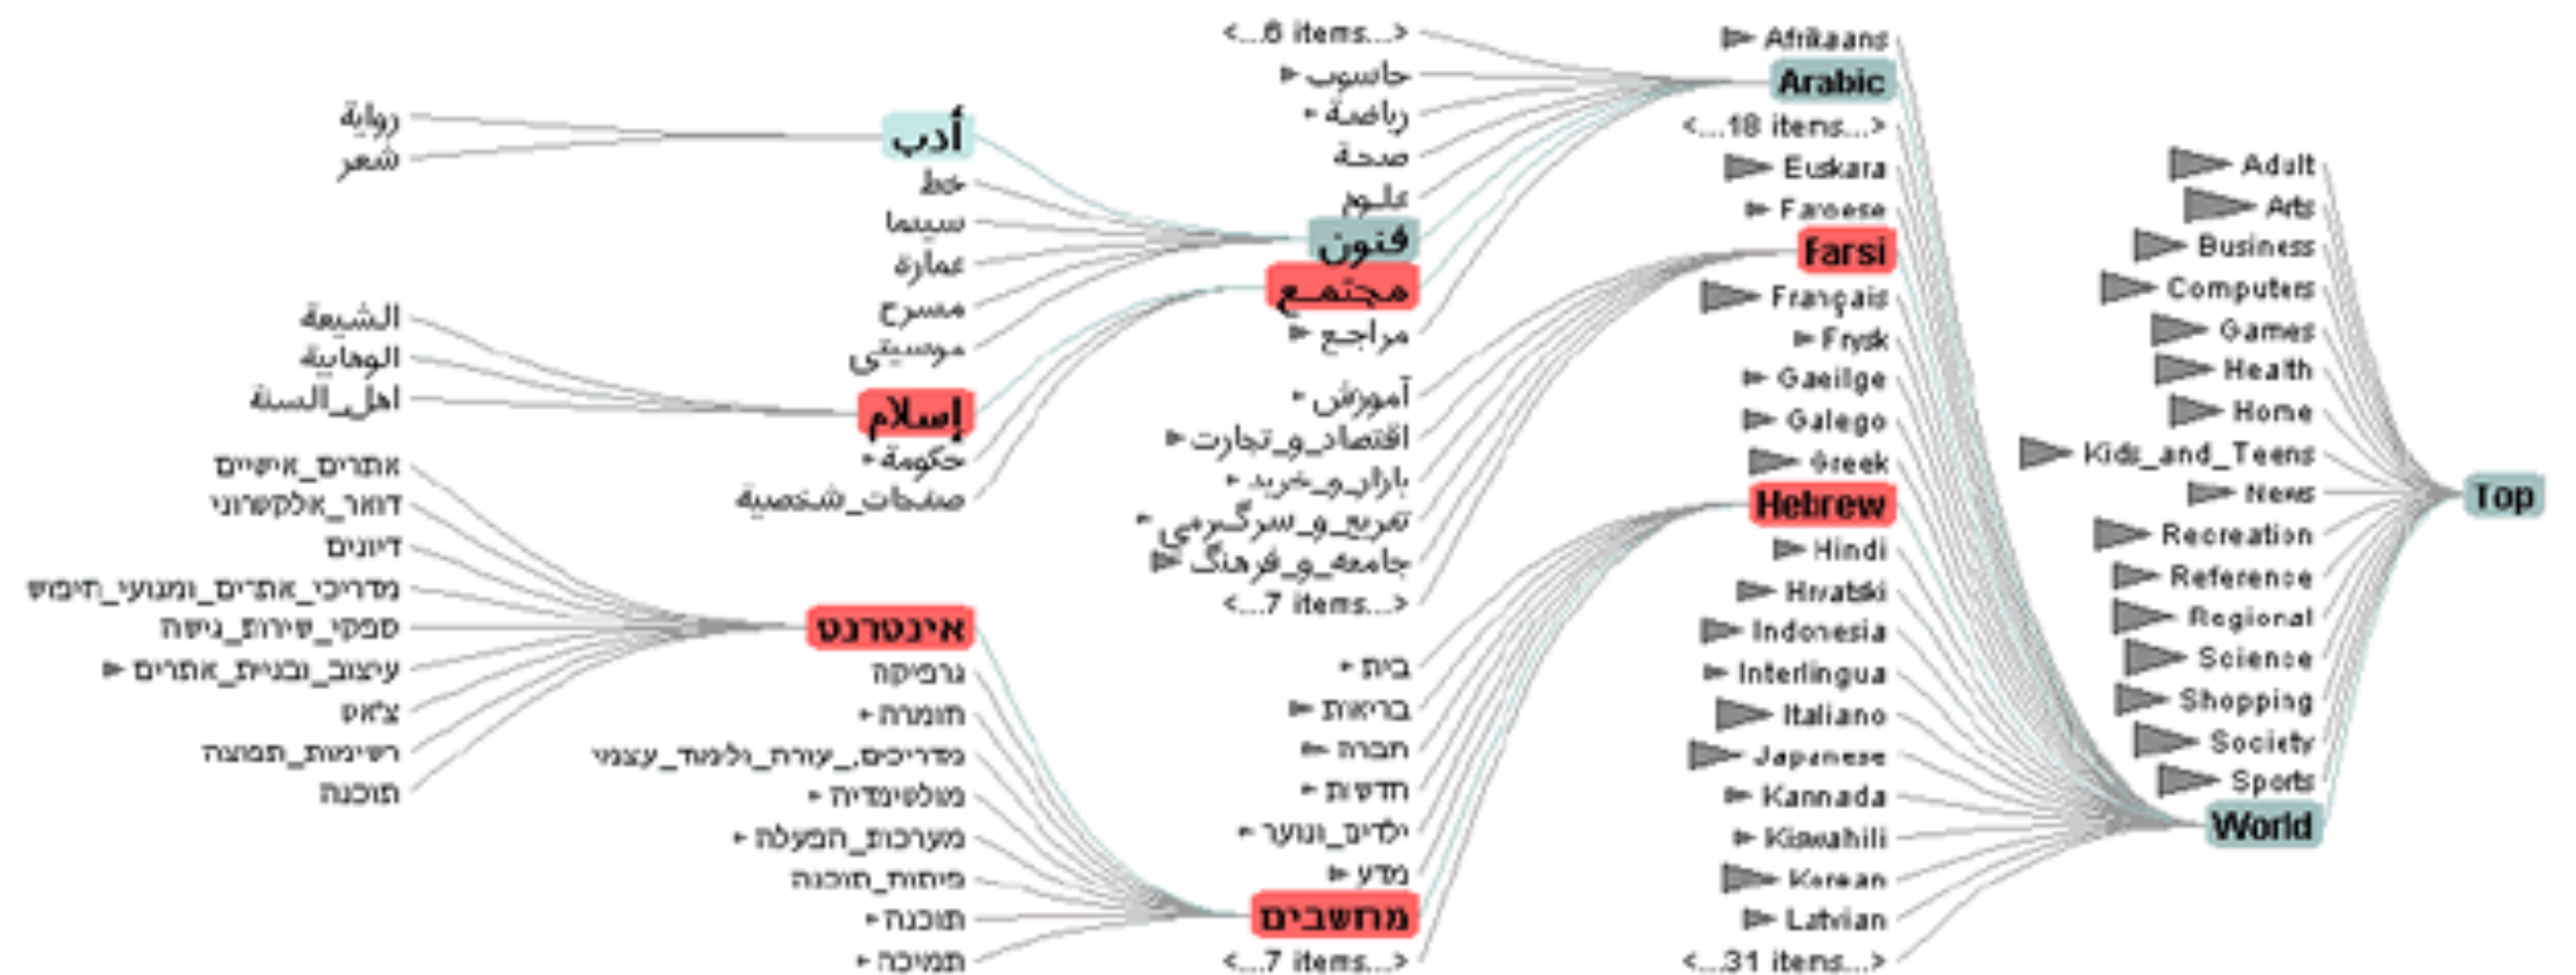 Top
Adult
Arts
Business
Computers
Games
Health
Home
Kids_and_Teens
News
Recreation
Reference
Regional
Science
Shopping
Society
Sports
World
Afrikaans
Arabic
<...18 items...>
Euskara
Faroese
Farsi
Français
Frysk
Gaeilge
Galego
Greek
Hebrew
Hindi
Hrvatski
Indonesia
Interlingua
Italiano
Japanese
Kannada
Kiswahili
Korean
Latvian
<...31 items...>
<...6 items...>
حاسوب
رياضة
صحة
علوم
فنون
مجتمع
مراجع
آموزش
اقتصاد_و_تجارت
بازار_و_خريد
تفريح_و_سرگرمي
جامعه_و_فرهنگ
<...7 items...>
בית
בריאות
חברה
חדשות
ילדים_ונוער
מדע
מחשבים
<...7 items...>
أدب
خط
سينما
عمارة
مسرح
موسيقى
إسلام
حكومة
صفحات_شخصية
אינטרנט
גרפיקה
חומרה
מדריכים,_עזרה_ולימוד_עצמי
מולטימדיה
מערכות_הפעלה
פיתוח_תוכנה
תוכנה
תמיכה
رواية
شعر
الشيعة
الوهابية
اهل_السنة
אתרים_אישיים
דואר_אלקטרוני
דיונים
מדריכי_אתרים_ומנועי_חיפוש
ספקי_שירות_גישה
עיצוב_ובניית_אתרים
צ'אט
רשימות_תפוצה
תוכנה